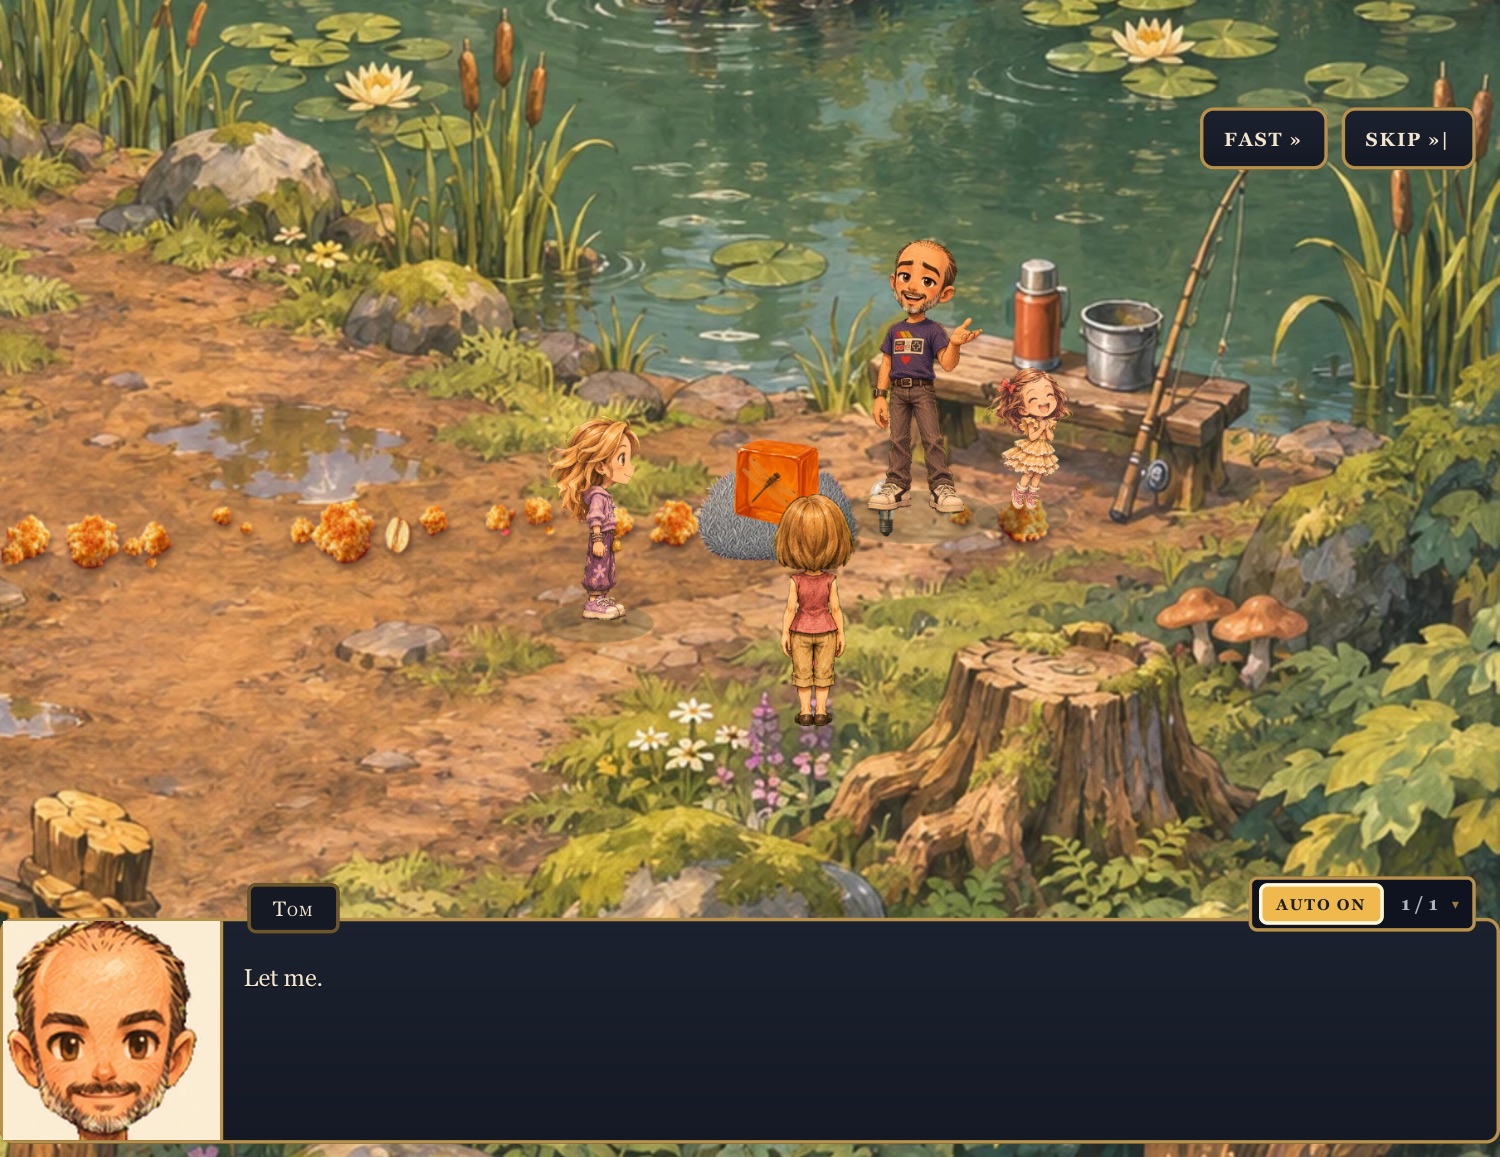 FAST »
SKIP »|
Tom
AUTO ON
1 / 1 ▼
Let me.